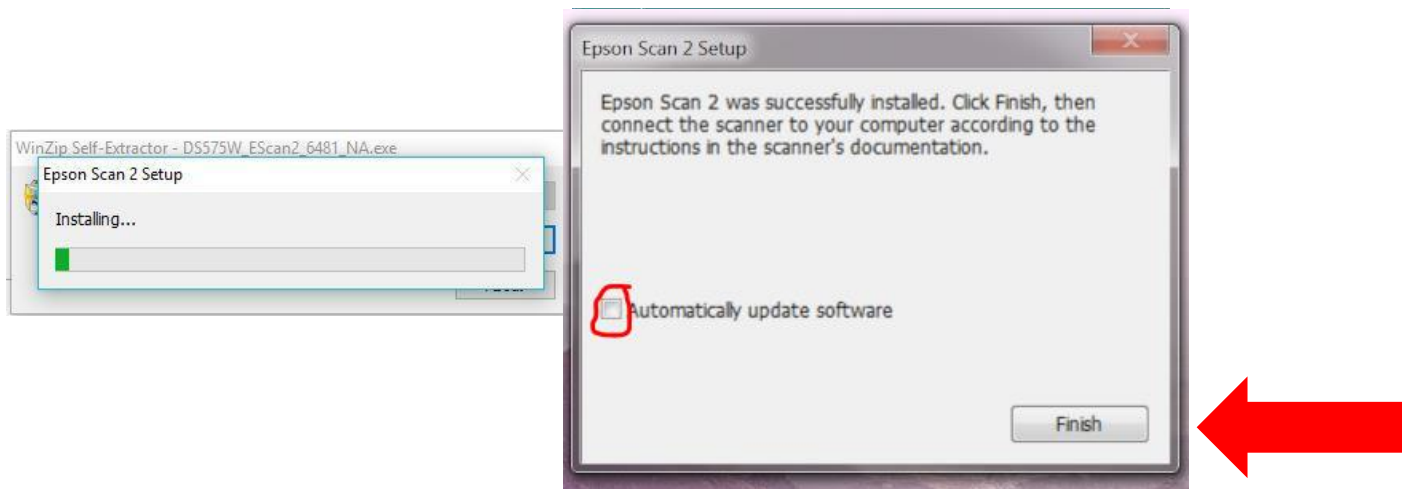 WinZip Self-Extractor - DS575W_EScan2_6481_NA.exe
Epson Scan 2 Setup
Installing...
Epson Scan 2 Setup
Epson Scan 2 was successfully installed. Click Finish, then
connect the scanner to your computer according to the
instructions in the scanner's documentation.
Automatically update software
Finish